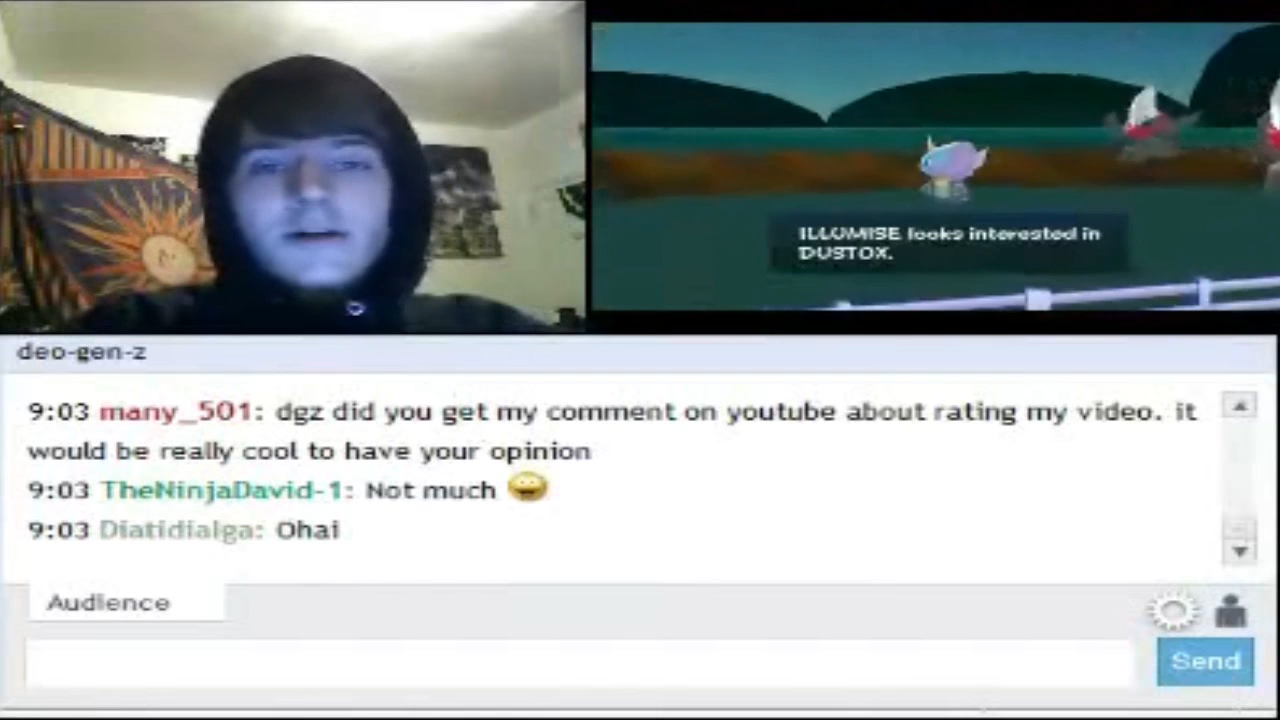 ILLUMISE looks interested in
DUSTOX.
deo-gen-z
9:03 many_501: dgz did you get my comment on youtube about rating my video. it
would be really cool to have your opinion
9:03 TheNinjaDavid-1: Not much
9:03 Diatidialga: Ohai
Audience
Send